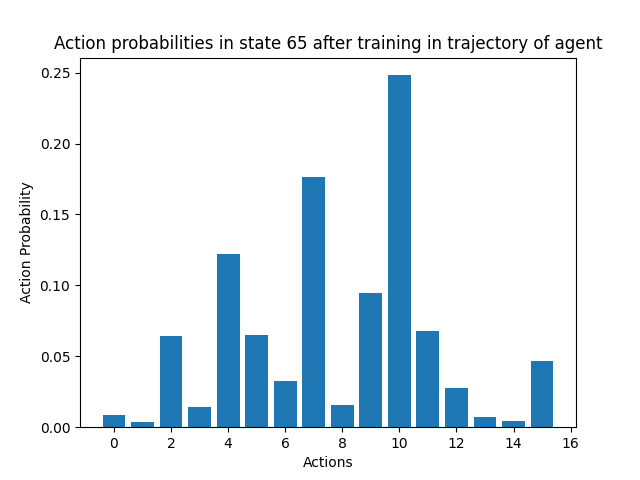 Action probabilities in state 65 after training in trajectory of agent
0.25
0.20
0.15
0.10
0.05
0.00
Action Probability
0 2 4 6 8 10 12 14 16
Actions